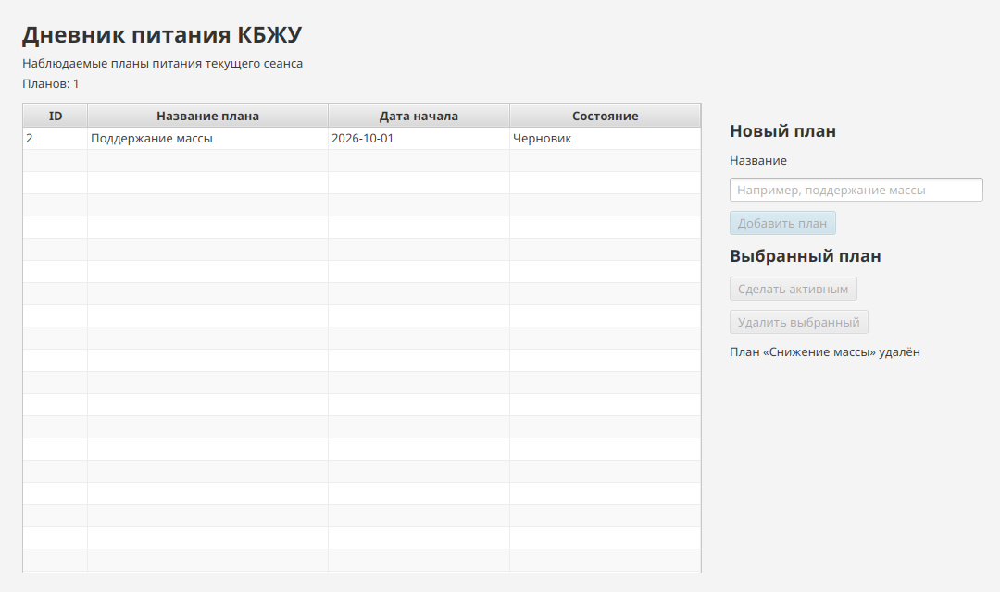 Дневник питания КБЖУ
Наблюдаемые планы питания текущего сеанса
Планов: 1
ID Название плана Дата начала Состояние
2 Поддержание массы 2026-10-01 Черновик
Новый план
Название
Например, поддержание массы
Добавить план
Выбранный план
Сделать активным
Удалить выбранный
План «Снижение массы» удалён